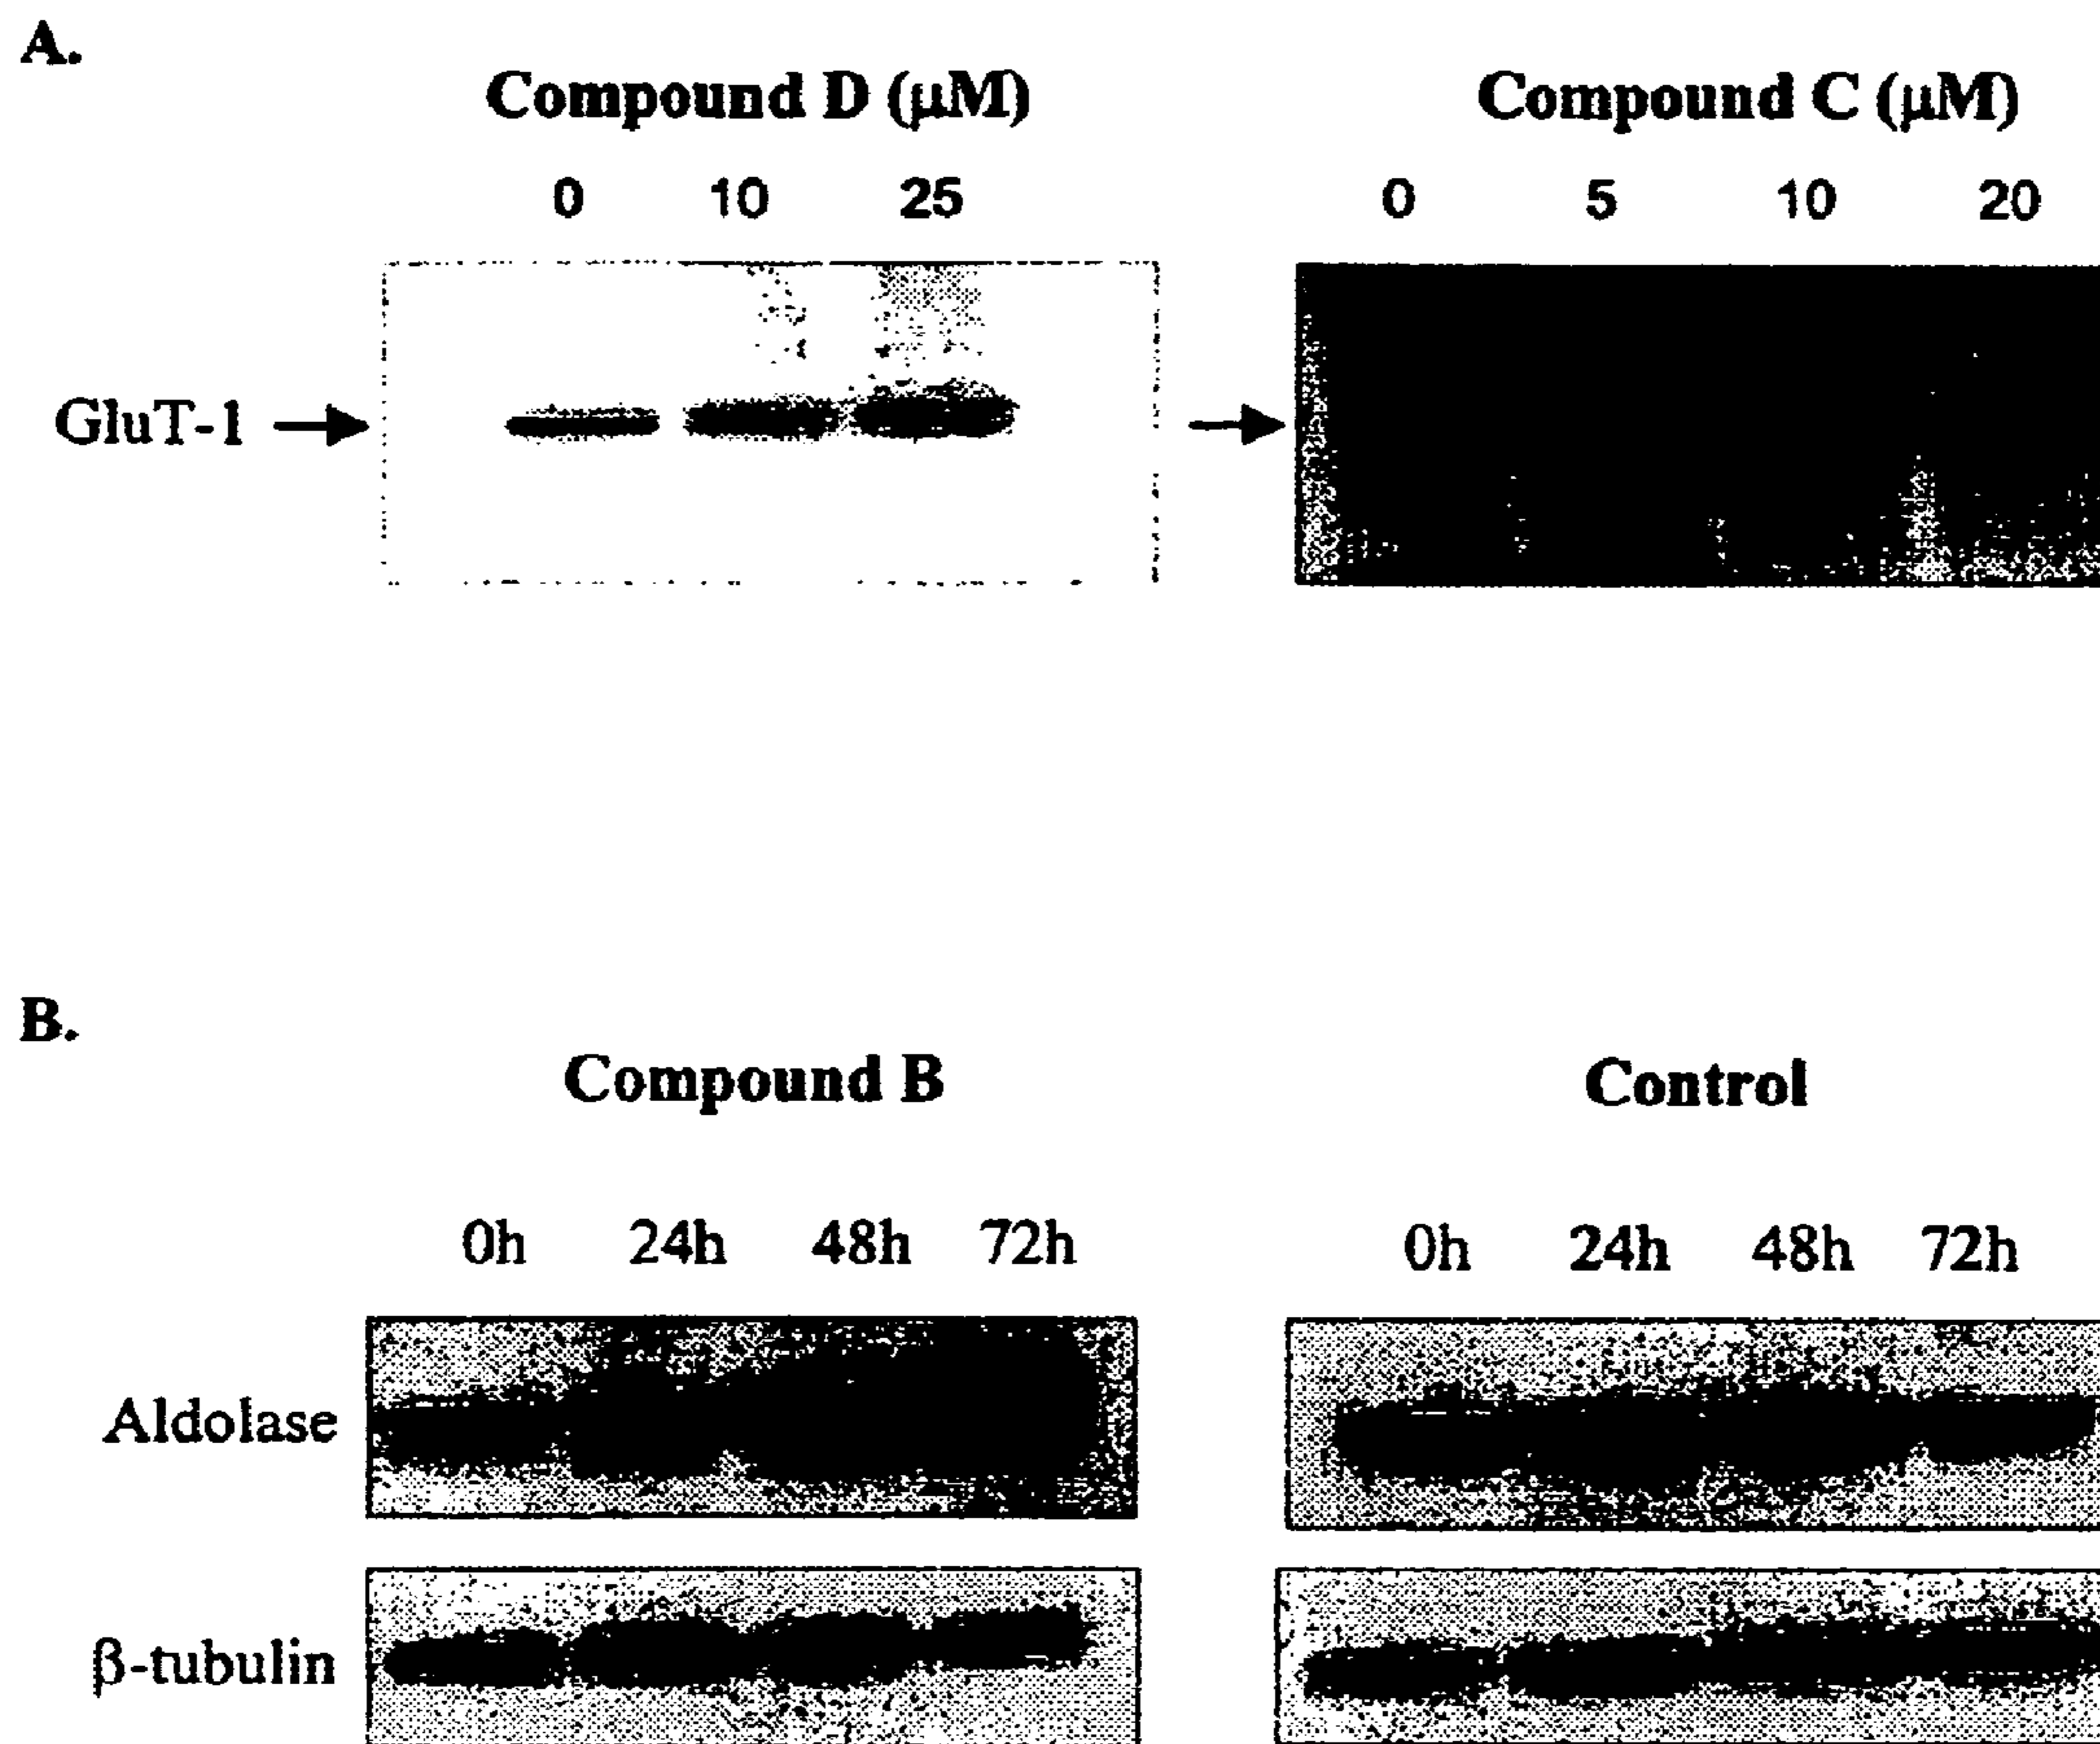 A.
Compound D (μM)
Compound C (μM)
0 10 25
0 5 10 20
GluT-1
B.
Compound B
Control
0h 24h 48h 72h
0h 24h 48h 72h
Aldolase
β-tubulin